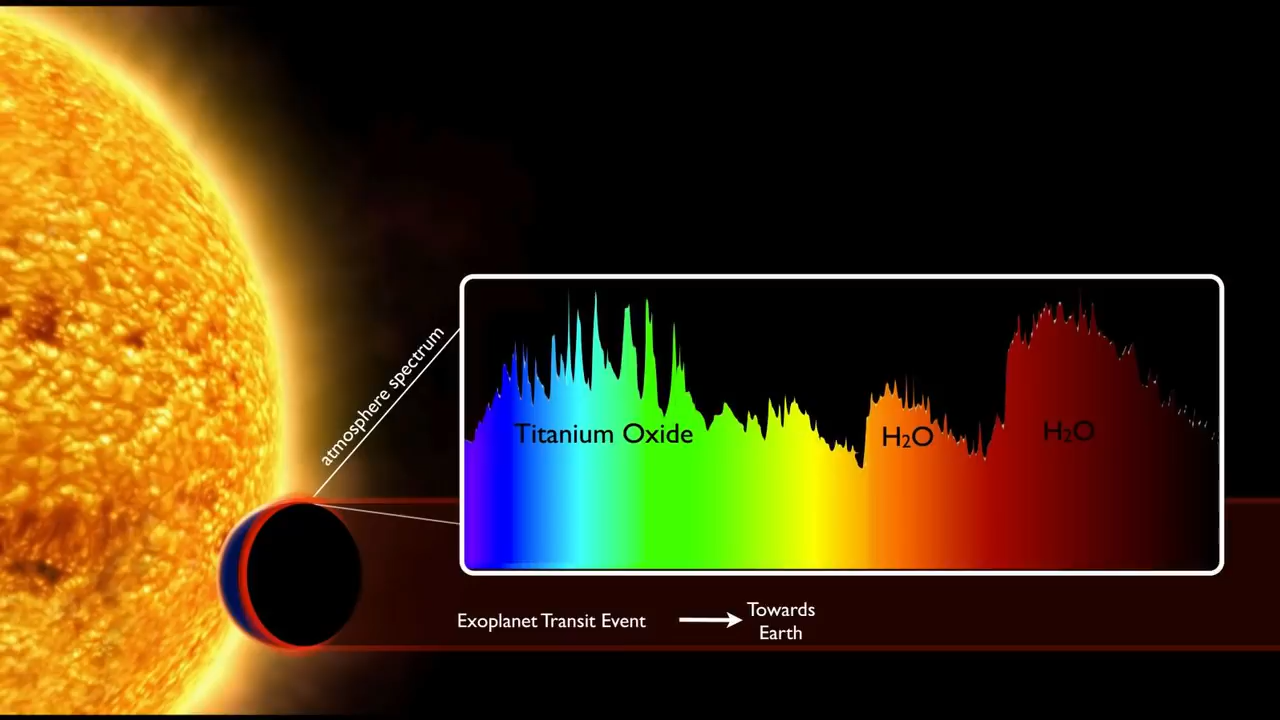 atmosphere spectrum
Titanium Oxide
H₂O
H₂O
Exoplanet Transit Event
Towards
Earth